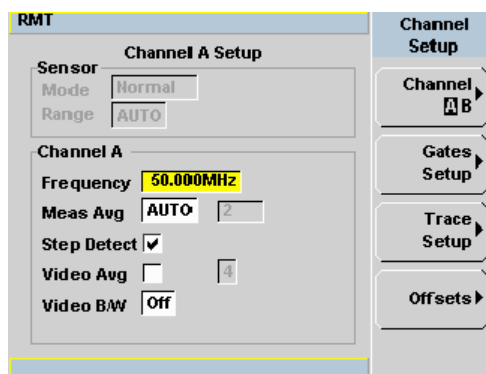 RMT
Channel A Setup
Sensor
Mode Normal
Range AUTO
Channel A
Frequency 50.000MHz
Meas Avg AUTO 2
Step Detect
Video Avg 4
Video B/W Off
Channel
Setup
Channel
A B
Gates
Setup
Trace
Setup
Offsets